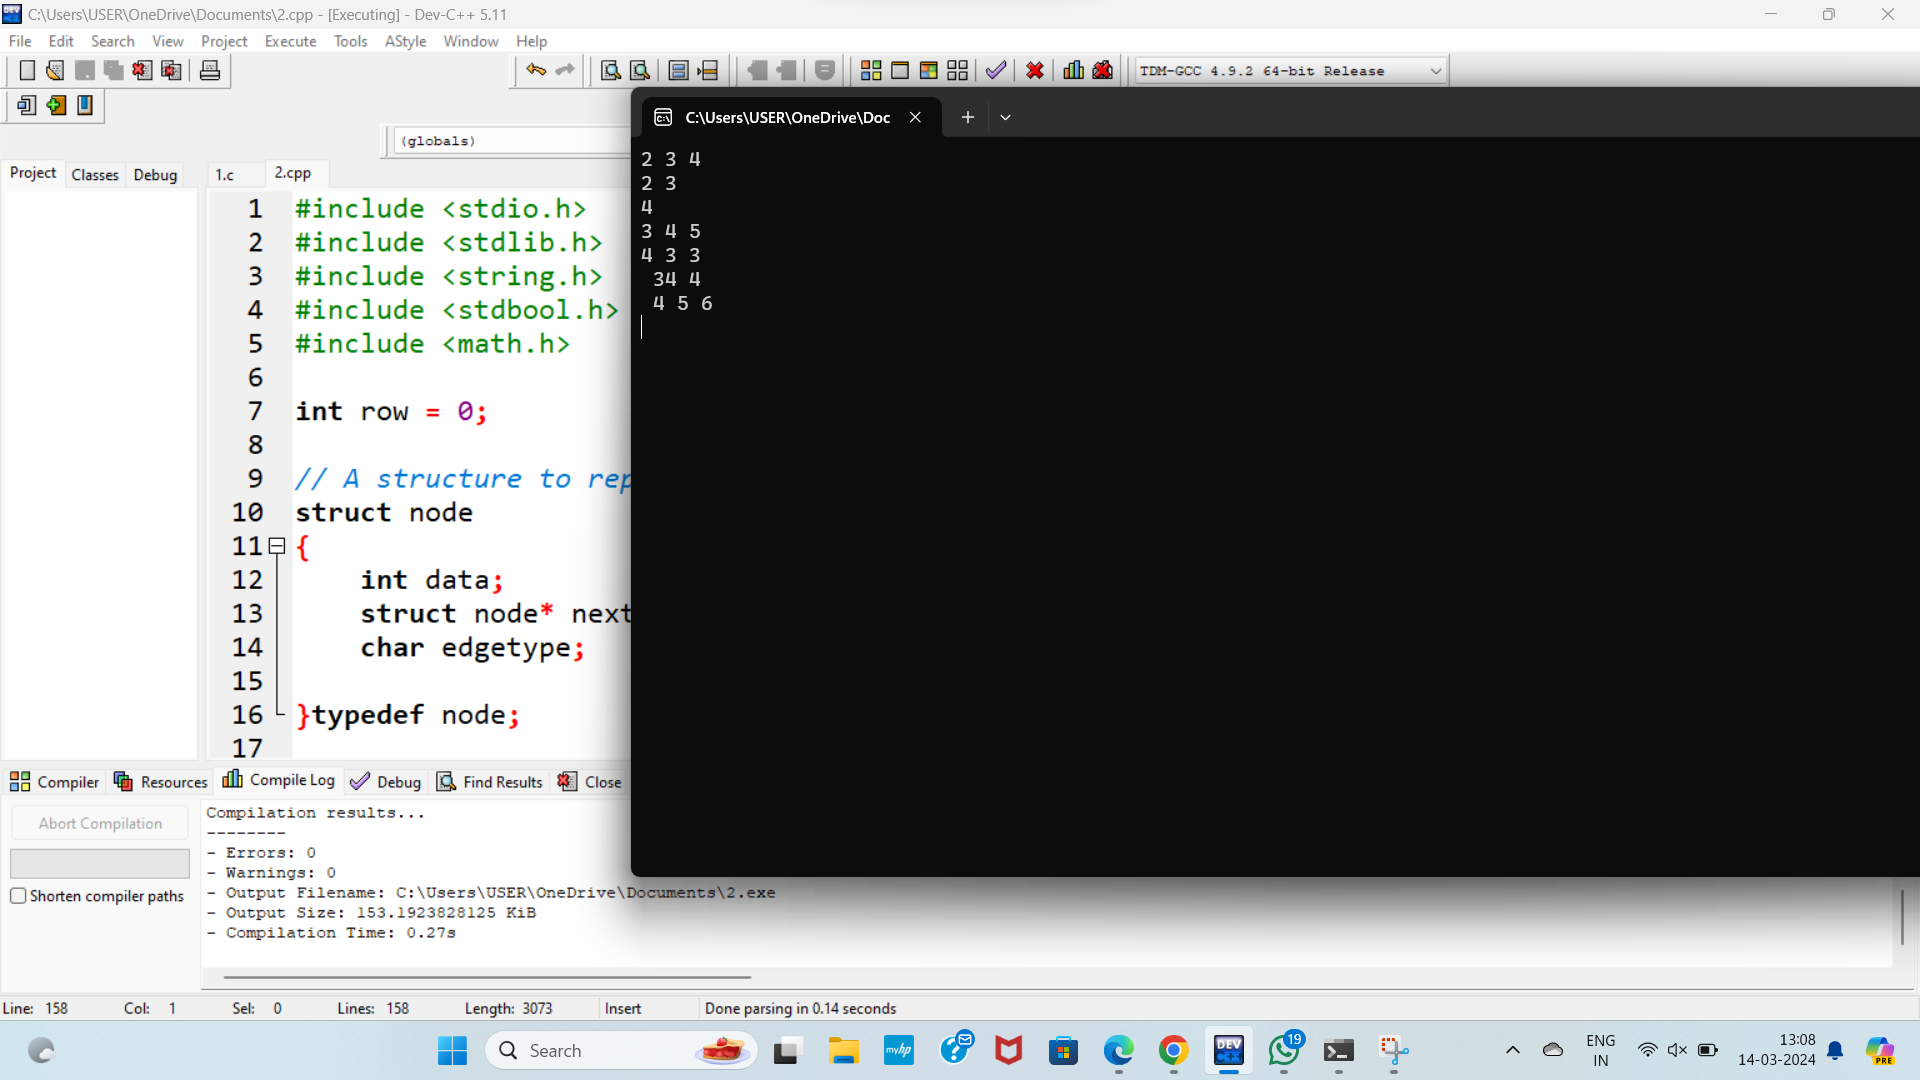 C:\Users\USER\OneDrive\Documents\2.cpp - [Executing] - Dev-C++ 5.11
File Edit Search View Project Execute Tools AStyle Window Help
TDM-GCC 4.9.2 64-bit Release
(globals)
Project Classes Debug
1.c 2.cpp
1 #include <stdio.h>
2 #include <stdlib.h>
3 #include <string.h>
4 #include <stdbool.h>
5 #include <math.h>
6
7 int row = 0;
8
9 // A structure to rep
10 struct node
11 {
12 int data;
13 struct node* next
14 char edgetype;
15
16 }typedef node;
17
C:\Users\USER\OneDrive\Doc
2 3 4
2 3
4
3 4 5
4 3 3
34 4
4 5 6
Compiler Resources Compile Log Debug Find Results Close
Abort Compilation
Shorten compiler paths
Compilation results...
--------
- Errors: 0
- Warnings: 0
- Output Filename: C:\Users\USER\OneDrive\Documents\2.exe
- Output Size: 153.1923828125 KiB
- Compilation Time: 0.27s
Line: 158 Col: 1 Sel: 0 Lines: 158 Length: 3073 Insert Done parsing in 0.14 seconds
Search
myhp
DEV C++
19
ENG
IN
13:08
14-03-2024
PRE